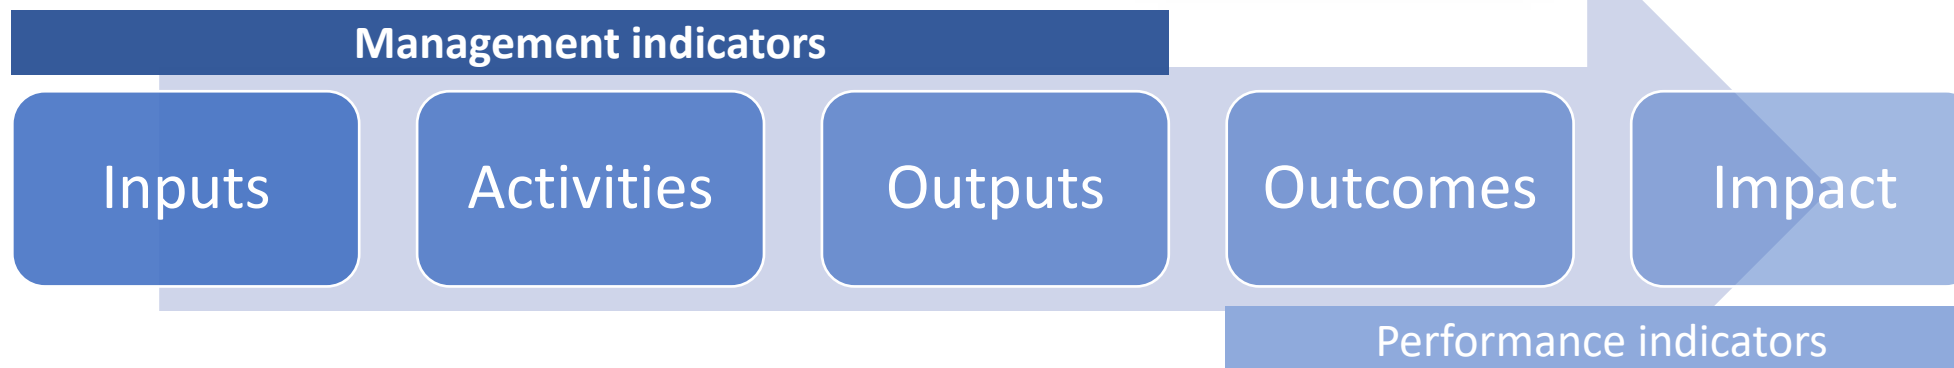 Management indicators
Inputs
Activities
Outputs
Outcomes
Impact
Performance indicators